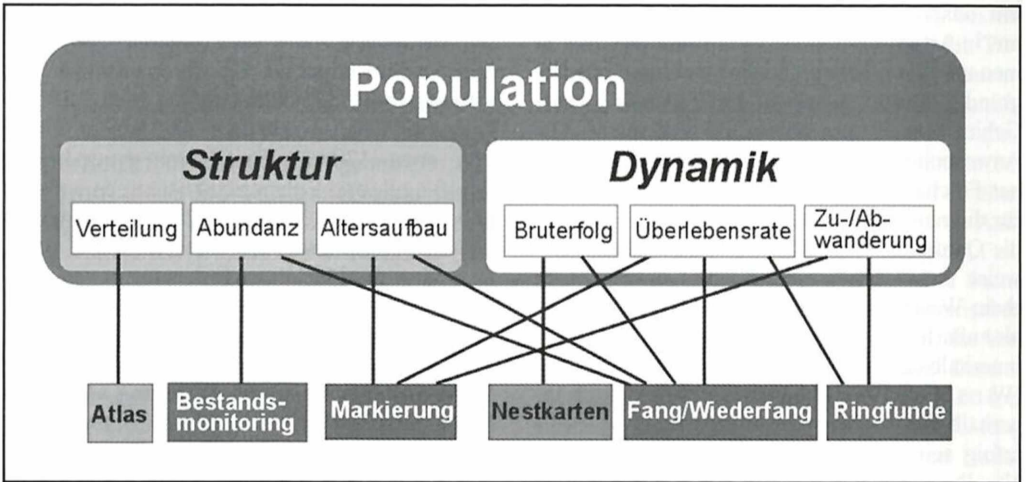 Population
Struktur
Dynamik
Verteilung
Abundanz
Altersaufbau
Bruterfolg
Überlebensrate
Zu-/Ab-
wanderung
Atlas
Bestands-
monitoring
Markierung
Nestkarten
Fang/Wiederfang
Ringfunde